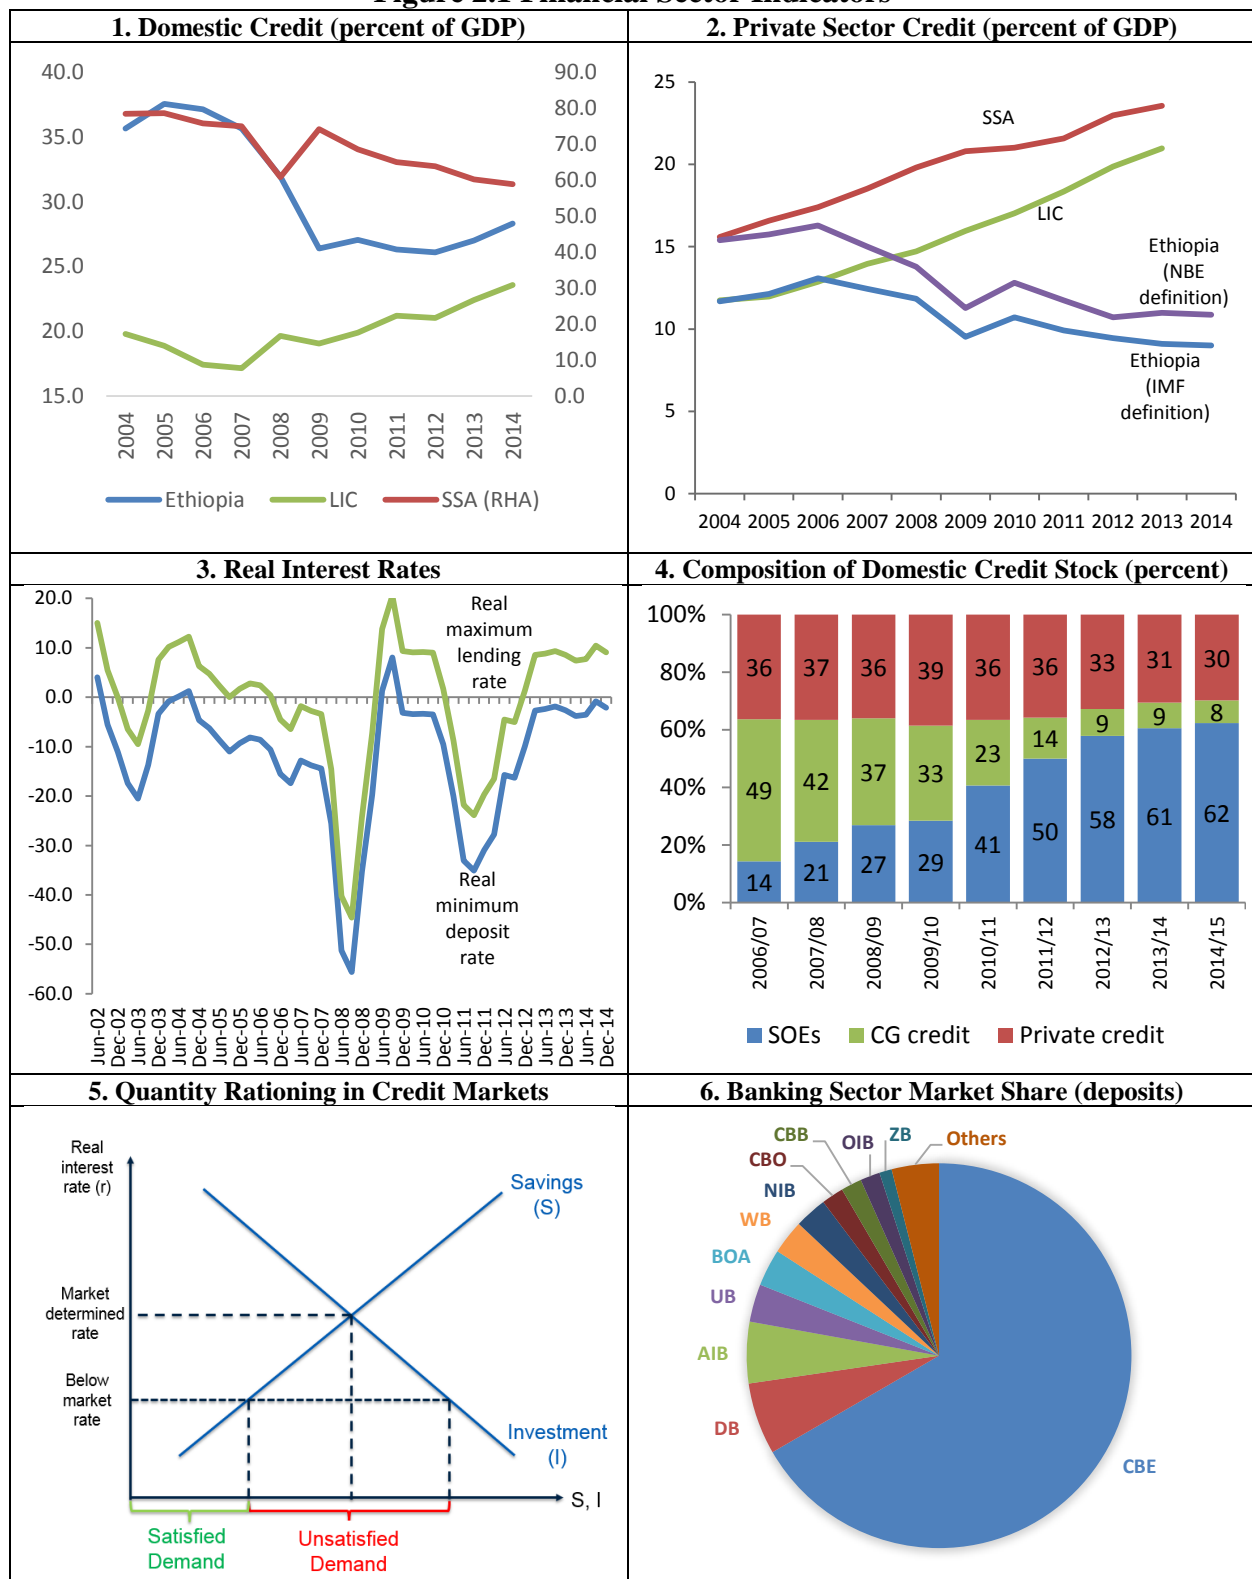 Figure 2.1 Financial Sector Indicators
1. Domestic Credit (percent of GDP)
40.0
35.0
30.0
25.0
20.0
15.0
90.0
80.0
70.0
60.0
50.0
40.0
30.0
20.0
10.0
0.0
2004
2005
2006
2007
2008
2009
2010
2011
2012
2013
2014
Ethiopia LIC SSA (RHA)
2. Private Sector Credit (percent of GDP)
25
20
15
10
5
0
SSA
LIC
Ethiopia
(NBE
definition)
Ethiopia
(IMF
definition)
2004 2005 2006 2007 2008 2009 2010 2011 2012 2013 2014
3. Real Interest Rates
20.0
10.0
0.0
-10.0
-20.0
-30.0
-40.0
-50.0
-60.0
Real
maximum
lending
rate
Real
minimum
deposit
rate
Jun-02
Dec-02
Jun-03
Dec-03
Jun-04
Dec-04
Jun-05
Dec-05
Jun-06
Dec-06
Jun-07
Dec-07
Jun-08
Dec-08
Jun-09
Dec-09
Jun-10
Dec-10
Jun-11
Dec-11
Jun-12
Dec-12
Jun-13
Dec-13
Jun-14
Dec-14
4. Composition of Domestic Credit Stock (percent)
100%
80%
60%
40%
20%
0%
36 37 36 39 36 36 33 31 30
49 42 37 33 23 14 9 9 8
14 21 27 29 41 50 58 61 62
2006/07
2007/08
2008/09
2009/10
2010/11
2011/12
2012/13
2013/14
2014/15
SOEs CG credit Private credit
5. Quantity Rationing in Credit Markets
Real
interest
rate (r)
Savings
(S)
Market
determined
rate
Below
market
rate
Investment
(I)
S, I
Satisfied
Demand
Unsatisfied
Demand
6. Banking Sector Market Share (deposits)
CBB
OIB
ZB
Others
CBO
NIB
WB
BOA
UB
AIB
DB
CBE